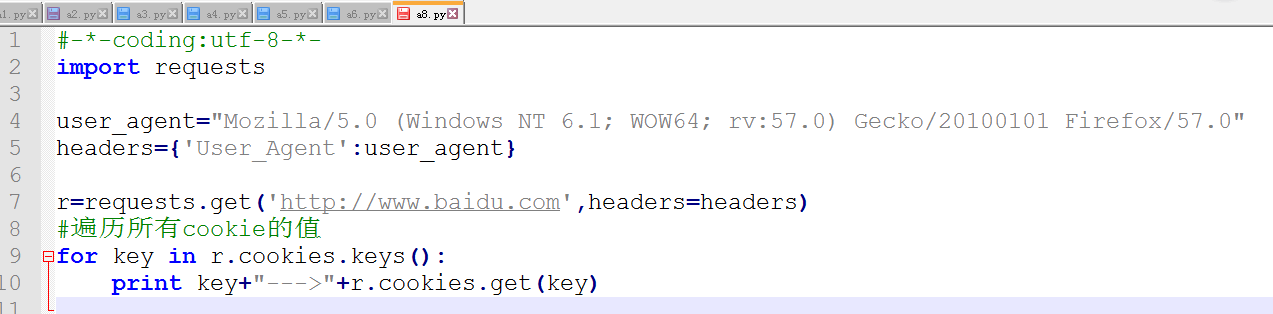 a1. py a2. py a3. py a4. py a5. py a6. py a8. py
1 #-*-coding:utf-8-*-
2 import requests
3
4 user_agent="Mozilla/5.0 (Windows NT 6.1; WOW64; rv:57.0) Gecko/20100101 Firefox/57.0"
5 headers={'User_Agent':user_agent}
6
7 r=requests.get('http://www.baidu.com',headers=headers)
8 #遍历所有cookie的值
9 for key in r.cookies.keys():
10     print key+"--->"+r.cookies.get(key)
11